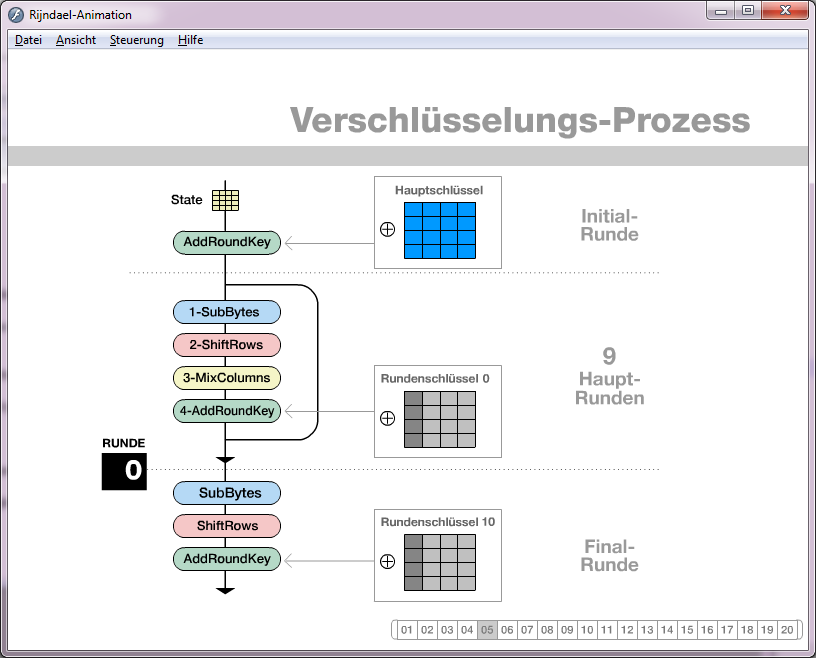 Rijndael-Animation
Datei Ansicht Steuerung Hilfe
Verschlüsselungs-Prozess
State
Hauptschlüssel
AddRoundKey
Initial-
Runde
1-SubBytes
2-ShiftRows
3-MixColumns
4-AddRoundKey
Rundenschlüssel 0
9
Haupt-
Runden
RUNDE
0
SubBytes
ShiftRows
AddRoundKey
Rundenschlüssel 10
Final-
Runde
01 02 03 04 05 06 07 08 09 10 11 12 13 14 15 16 17 18 19 20